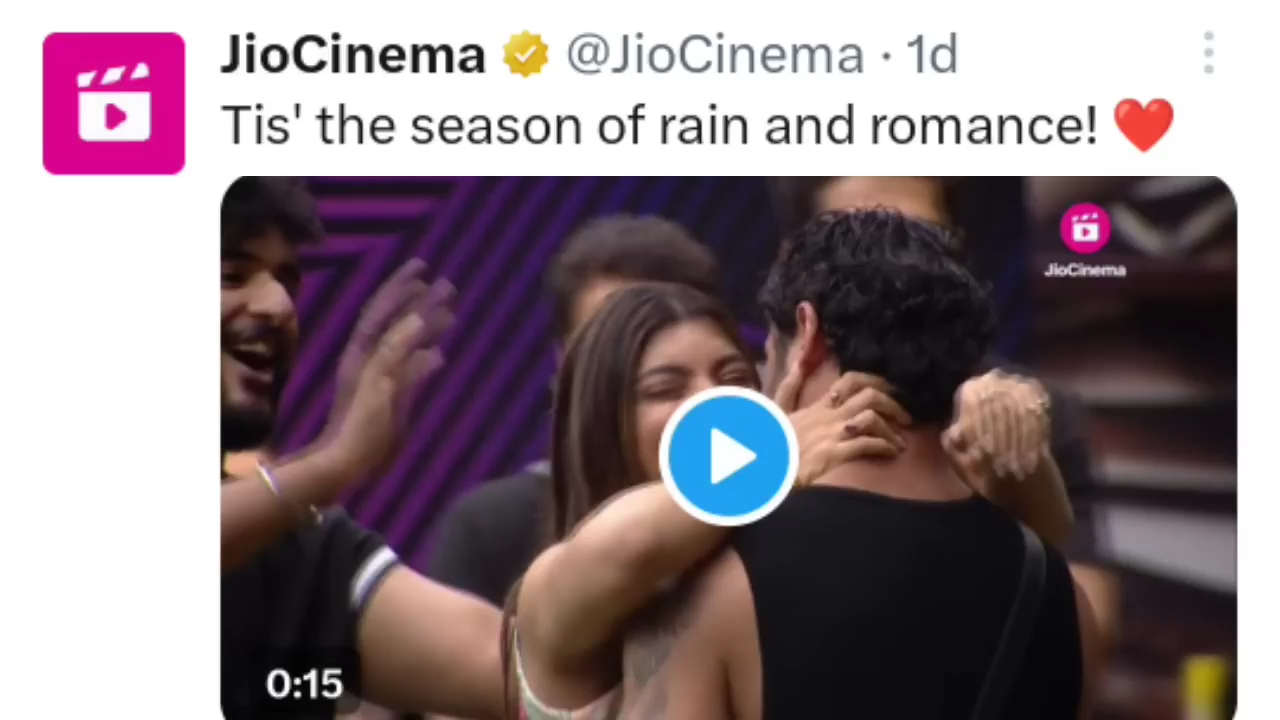 JioCinema @JioCinema · 1d
Tis' the season of rain and romance! ❤️
JioCinema
0:15